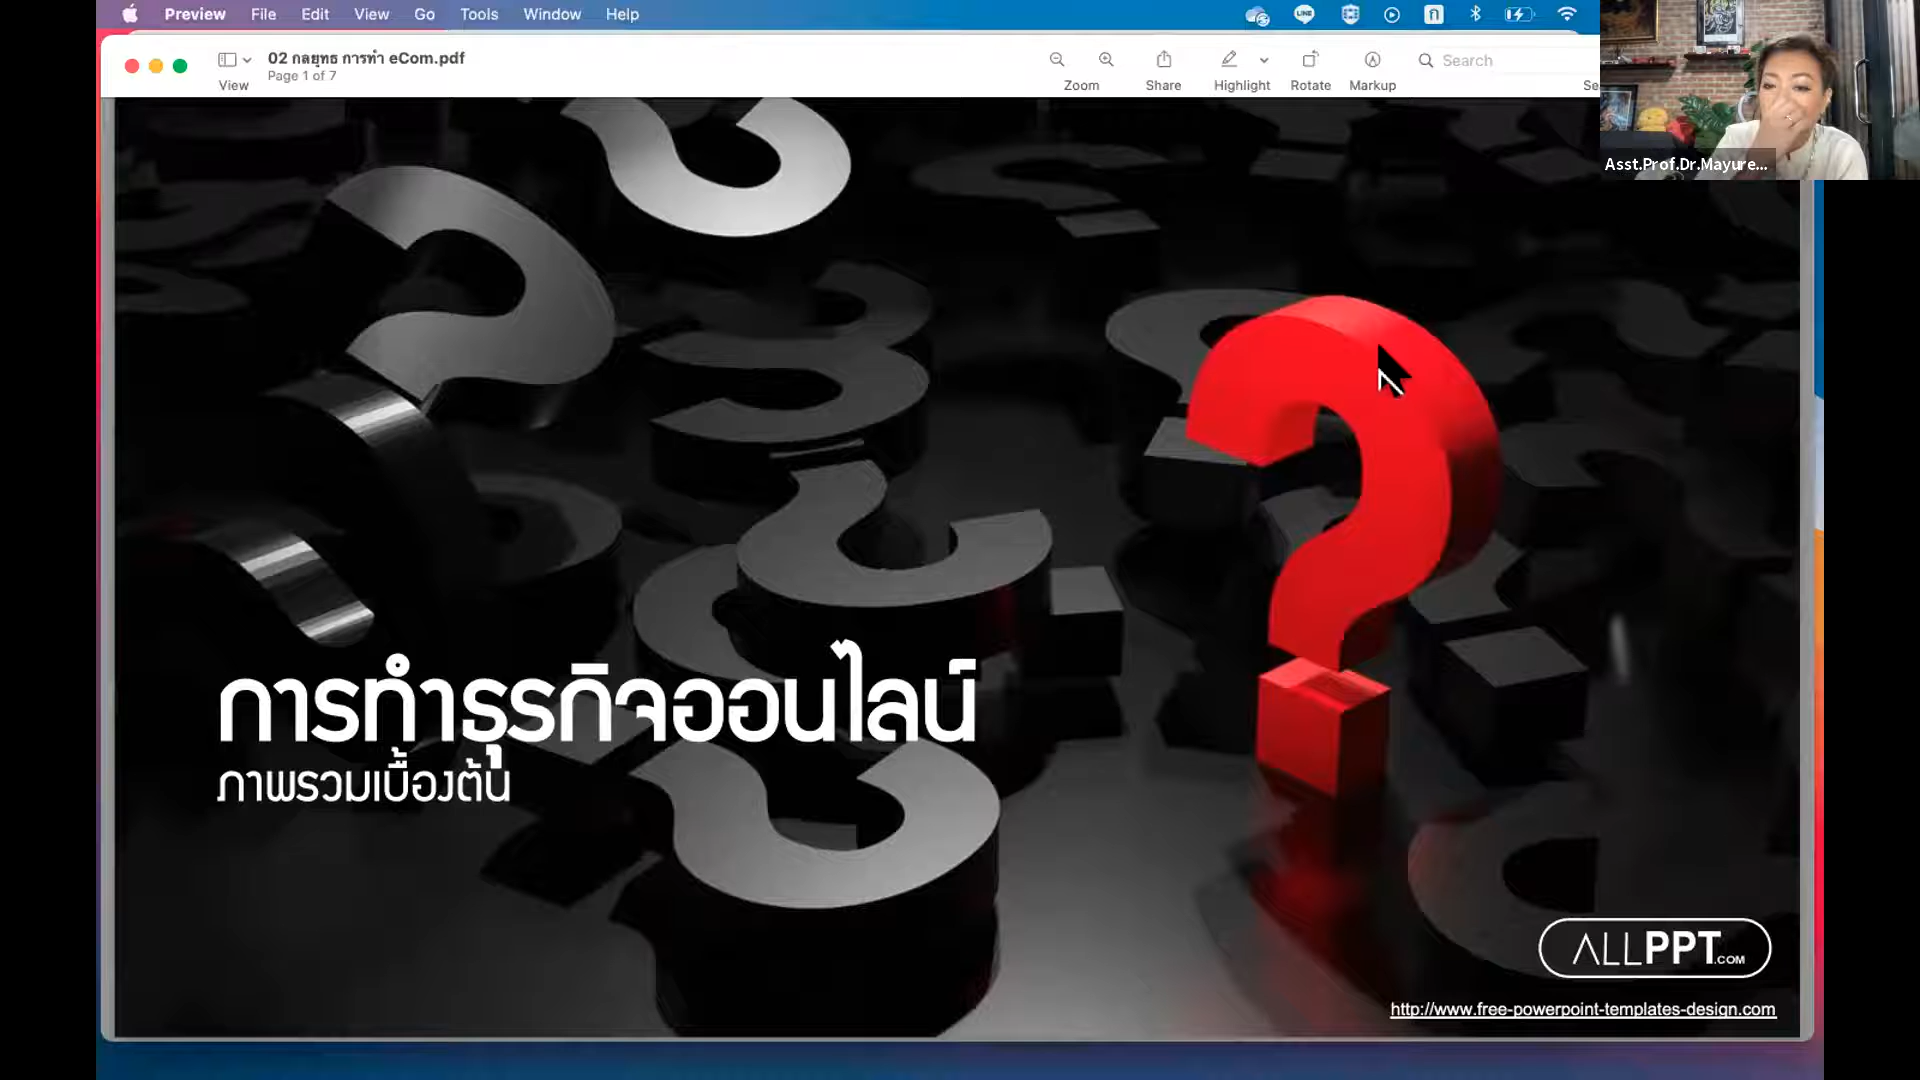 Preview File Edit View Go Tools Window Help
LINE
02 กลยุทธ การทำ eCom.pdf
Page 1 of 7
View
Zoom
Share
Highlight
Rotate
Markup
Search
Se
Asst.Prof.Dr.Mayure...
การทำธุรกิจออนไลน์
ภาพรวมเบื้องต้น
ALLPPT.COM
http://www.free-powerpoint-templates-design.com